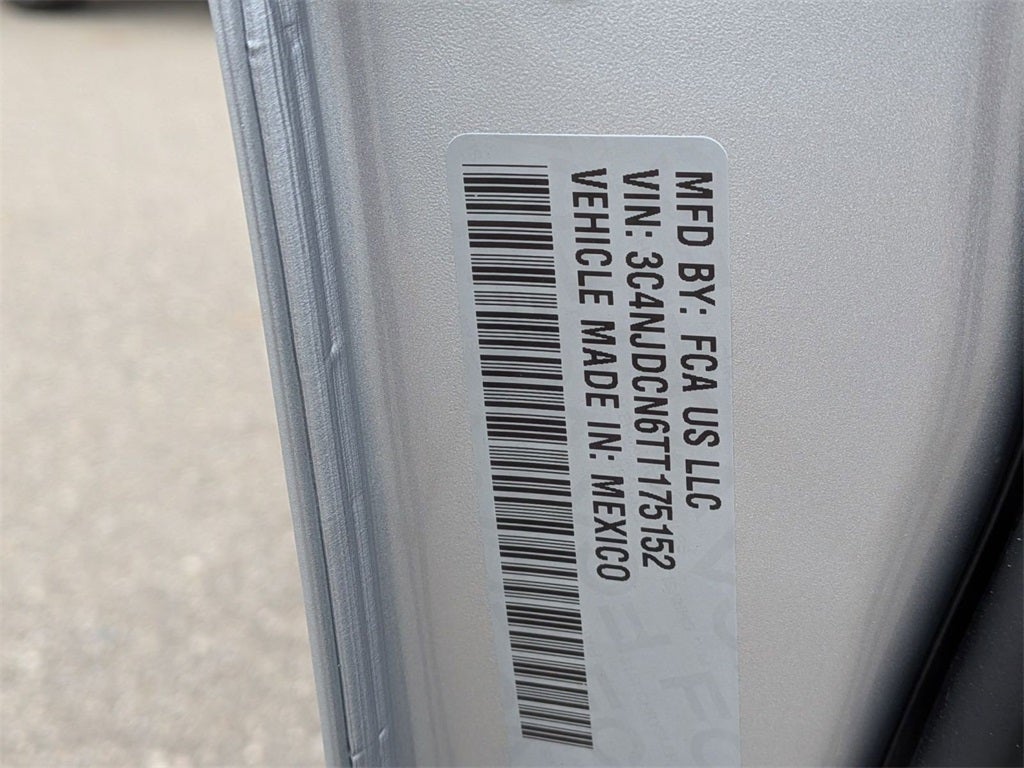 MFD BY: FCA US LLC
VIN: 3C4NJDCN6TT175152
VEHICLE MADE IN: MEXICO